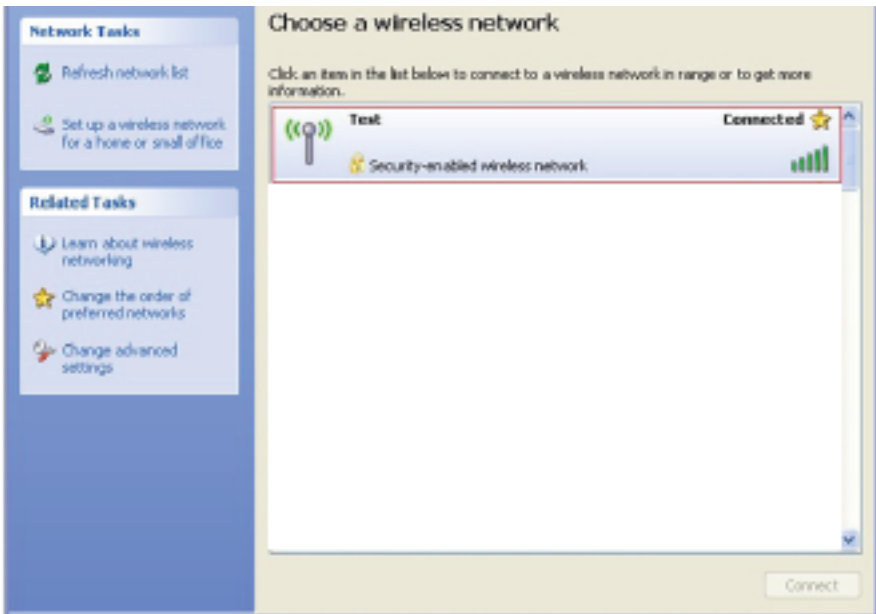 Network Tasks
Refresh network list
Set up a wireless network
for a home or small office
Related Tasks
Learn about wireless
networking
Change the order of
preferred networks
Change advanced
settings
Choose a wireless network
Click an item in the list below to connect to a wireless network in range or to get more
information.
Test
Connected
Security-enabled wireless network
Connect